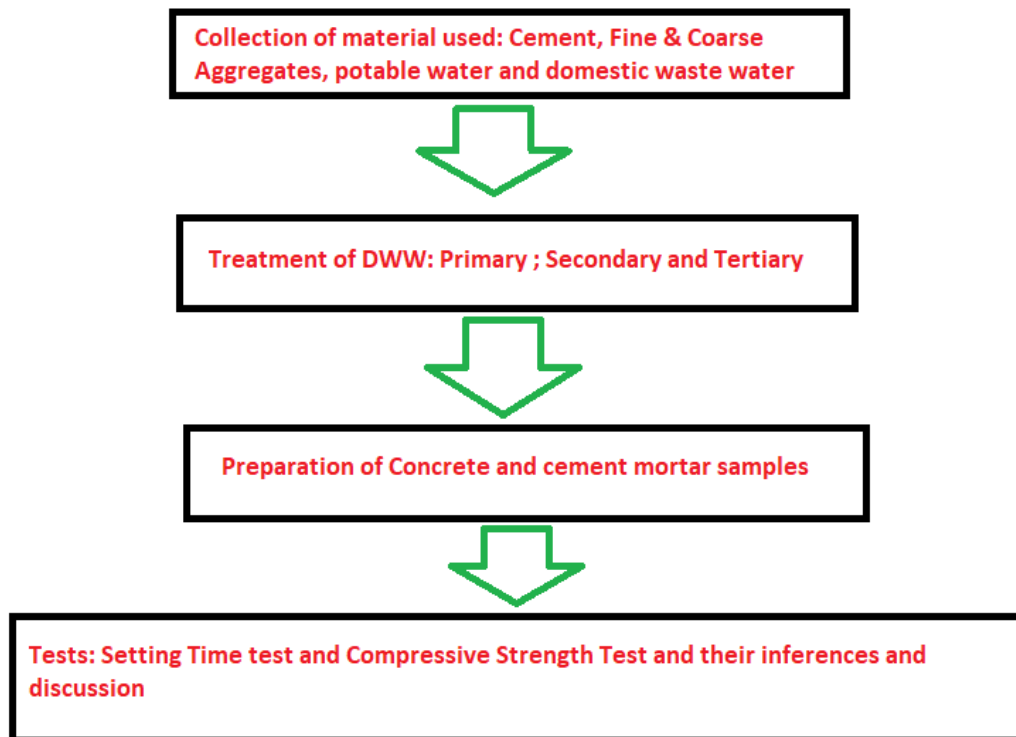 Collection of material used: Cement, Fine & Coarse
Aggregates, potable water and domestic waste water
Treatment of DWW: Primary ; Secondary and Tertiary
Preparation of Concrete and cement mortar samples
Tests: Setting Time test and Compressive Strength Test and their inferences and
discussion